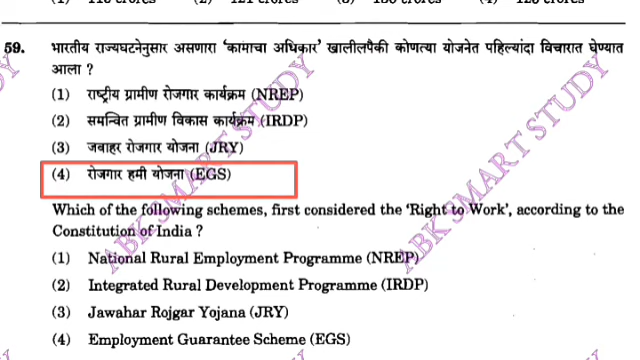 59. भारतीय राज्यघटनेनुसार असणारा ‘कामाचा अधिकार’ खालीलपैकी कोणत्या योजनेत पहिल्यांदा विचारात घेण्यात
आला ?
(1) राष्ट्रीय ग्रामीण रोजगार कार्यक्रम (NREP)
(2) समन्वित ग्रामीण विकास कार्यक्रम (IRDP)
(3) जवाहर रोजगार योजना (JRY)
(4) रोजगार हमी योजना (EGS)
Which of the following schemes, first considered the ‘Right to Work’, according to the
Constitution of India ?
(1) National Rural Employment Programme (NREP)
(2) Integrated Rural Development Programme (IRDP)
(3) Jawahar Rojgar Yojana (JRY)
(4) Employment Guarantee Scheme (EGS)
ABK SMART STUDY
ABK SMART STUDY